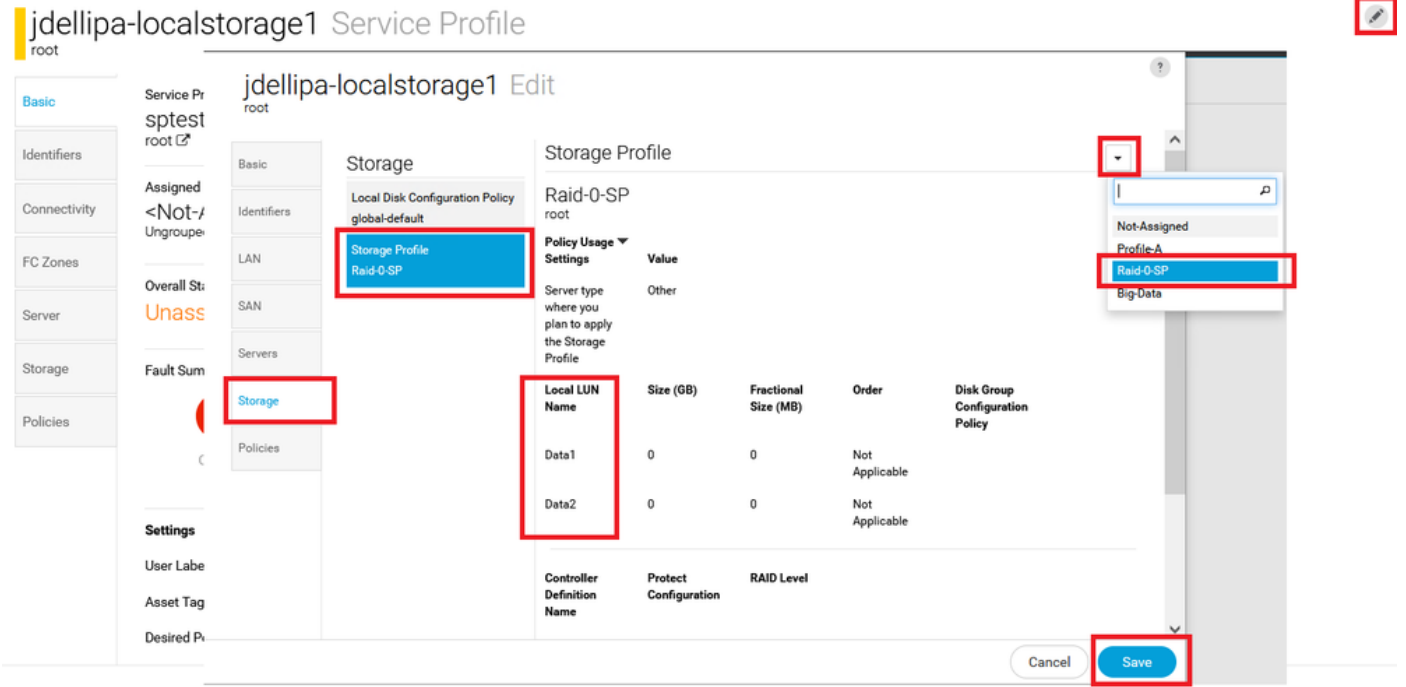 jdellipa-localstorage1 Service Profile
root
Basic
Identifiers
Connectivity
FC Zones
Server
Storage
Policies
Service Pr
sptest
root
Assigned
<Not-A
Ungroupe
Overall Sta
Unass
Fault Sum
Settings
User Labe
Asset Tag
Desired Po
jdellipa-localstorage1 Edit
root
?
Basic
Identifiers
LAN
SAN
Servers
Storage
Policies
Storage
Local Disk Configuration Policy
global-default
Storage Profile
Raid-0-SP
Storage Profile
Raid-0-SP
root
Policy Usage
Settings Value
Server type Other
where you
plan to apply
the Storage
Profile
Local LUN Size (GB) Fractional Order Disk Group
Name Size (MB) Configuration
Policy
Data1 0 0 Not
Applicable
Data2 0 0 Not
Applicable
Controller Protect RAID Level
Definition Configuration
Name
Not-Assigned
Profile-A
Raid-0-SP
Big-Data
Cancel Save